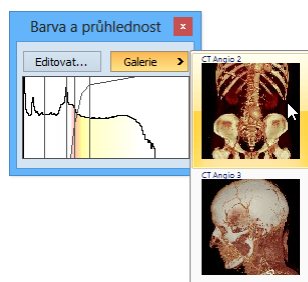 Barva a průhlednost
Editovat...
Galerie
CT Angio 2
CT Angio 3